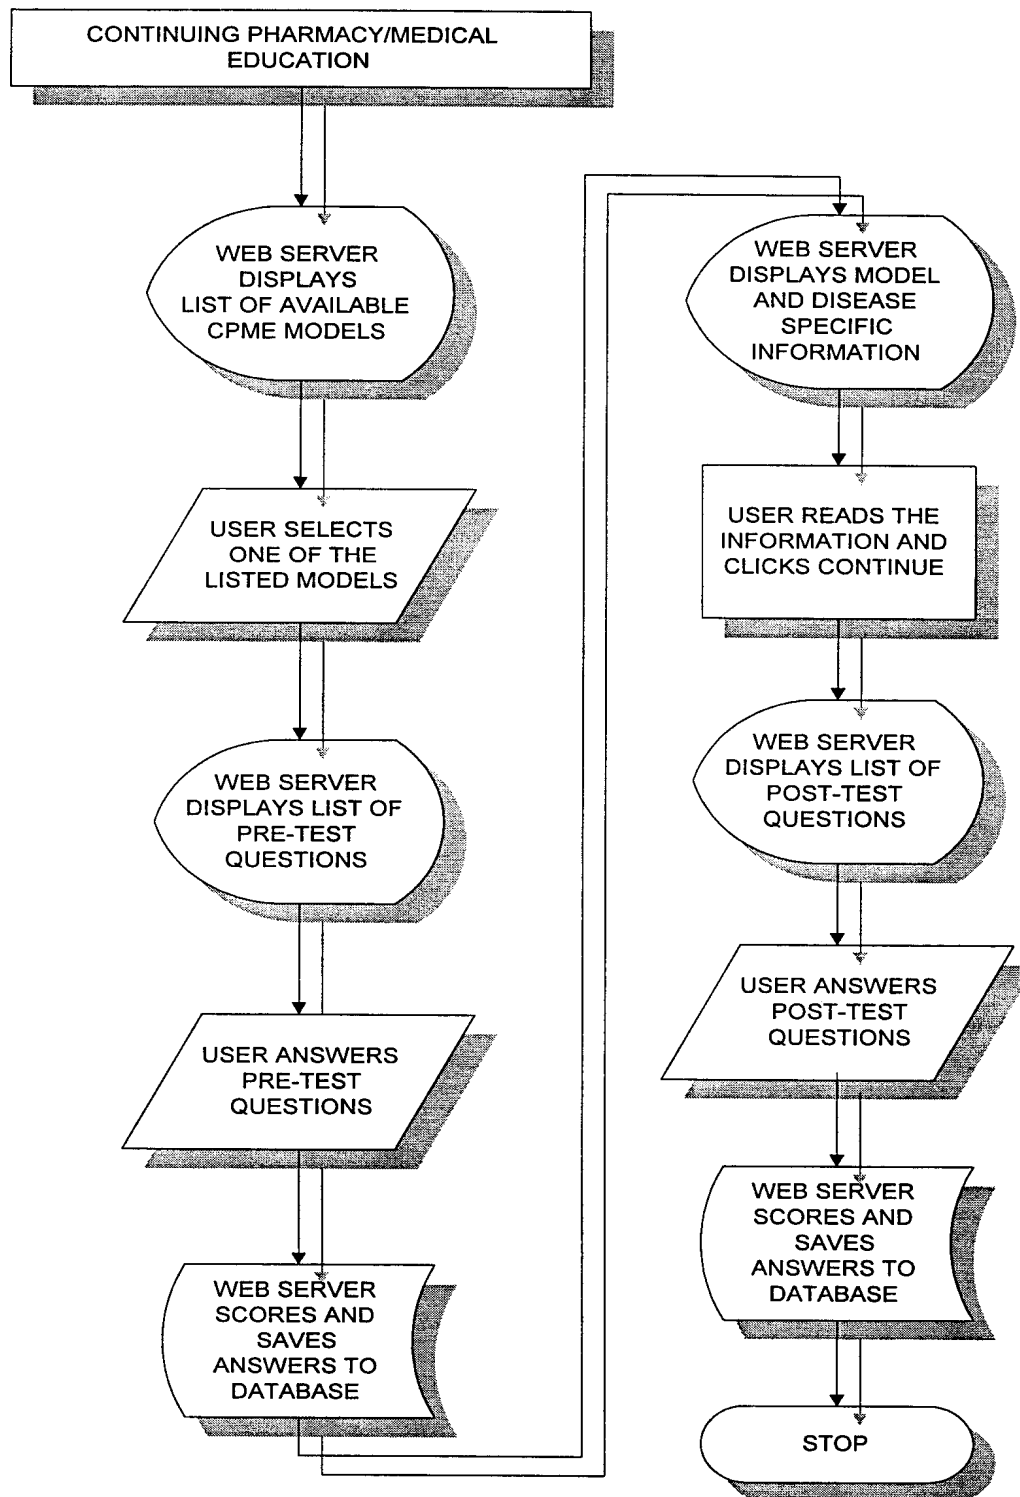 CONTINUING PHARMACY/MEDICAL
EDUCATION
WEB SERVER
DISPLAYS
LIST OF AVAILABLE
CPME MODELS
USER SELECTS
ONE OF THE
LISTED MODELS
WEB SERVER
DISPLAYS LIST OF
PRE-TEST
QUESTIONS
USER ANSWERS
PRE-TEST
QUESTIONS
WEB SERVER
SCORES AND
SAVES
ANSWERS TO
DATABASE
WEB SERVER
DISPLAYS MODEL
AND DISEASE
SPECIFIC
INFORMATION
USER READS THE
INFORMATION AND
CLICKS CONTINUE
WEB SERVER
DISPLAYS LIST OF
POST-TEST
QUESTIONS
USER ANSWERS
POST-TEST
QUESTIONS
WEB SERVER
SCORES AND
SAVES
ANSWERS TO
DATABASE
STOP